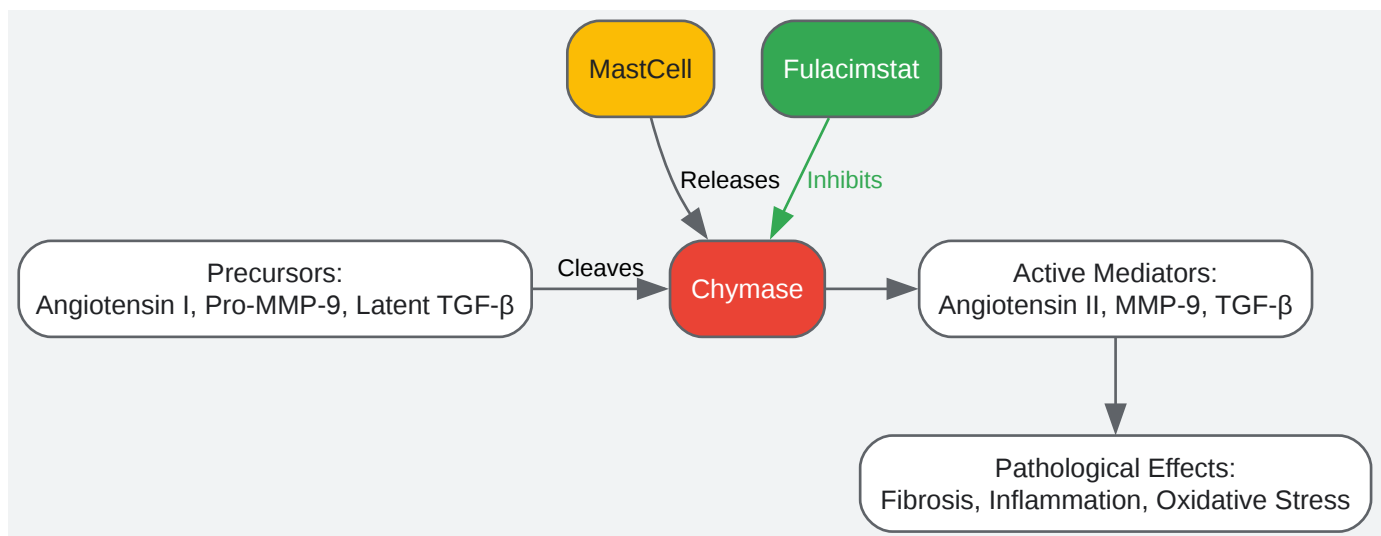 MastCell
Fulacimstat
Releases
Inhibits
Precursors:
Angiotensin I, Pro-MMP-9, Latent TGF-β
Cleaves
Chymase
Active Mediators:
Angiotensin II, MMP-9, TGF-β
Pathological Effects:
Fibrosis, Inflammation, Oxidative Stress